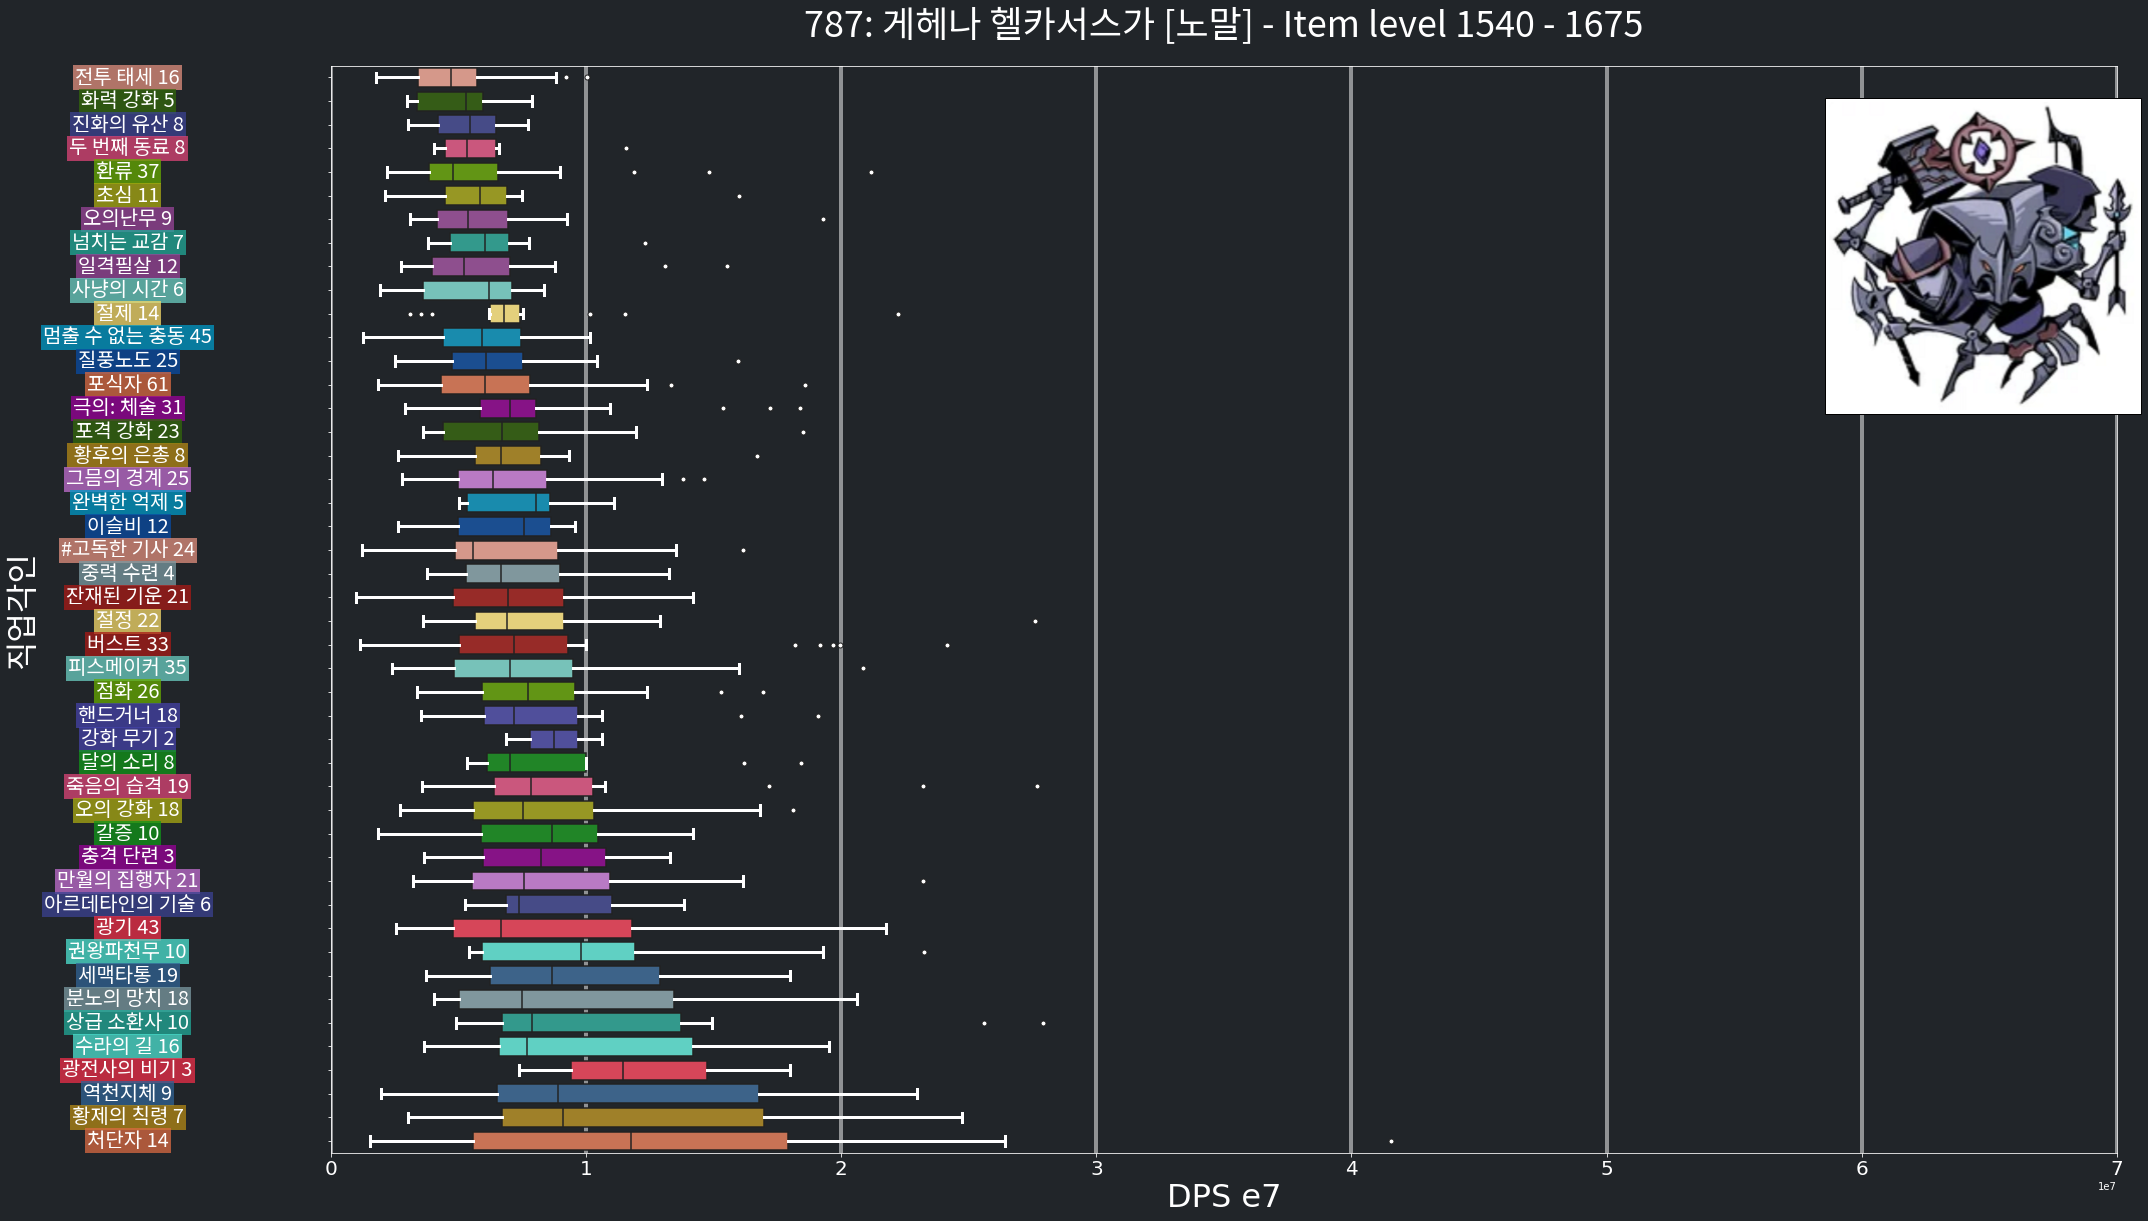 787: 게헤나 헬카서스가 [노말] - Item level 1540 - 1675
전투 태세 16
화력 강화 5
진화의 유산 8
두 번째 동료 8
환류 37
초심 11
오의난무 9
넘치는 교감 7
일격필살 12
사냥의 시간 6
절제 14
멈출 수 없는 충동 45
질풍노도 25
포식자 61
극의: 체술 31
포격 강화 23
황후의 은총 8
그믐의 경계 25
완벽한 억제 5
이슬비 12
#고독한 기사 24
중력 수련 4
잔재된 기운 21
절정 22
버스트 33
피스메이커 35
점화 26
핸드거너 18
강화 무기 2
달의 소리 8
죽음의 습격 19
오의 강화 18
갈증 10
충격 단련 3
만월의 집행자 21
아르데타인의 기술 6
광기 43
권왕파천무 10
세맥타통 19
분노의 망치 18
상급 소환사 10
수라의 길 16
광전사의 비기 3
역천지체 9
황제의 칙령 7
처단자 14
직업각인
0 1 2 3 4 5 6 7
1e7
DPS e7